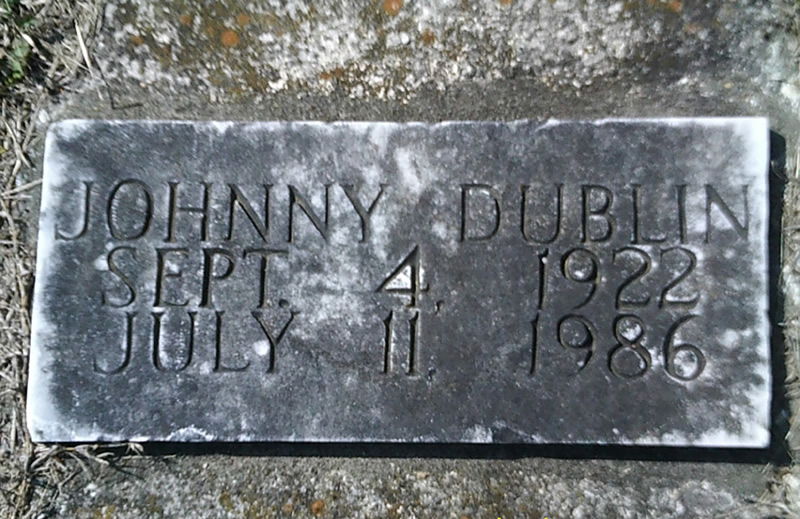 JOHNNY DUBLIN
SEPT. 4, 1922
JULY 11, 1986